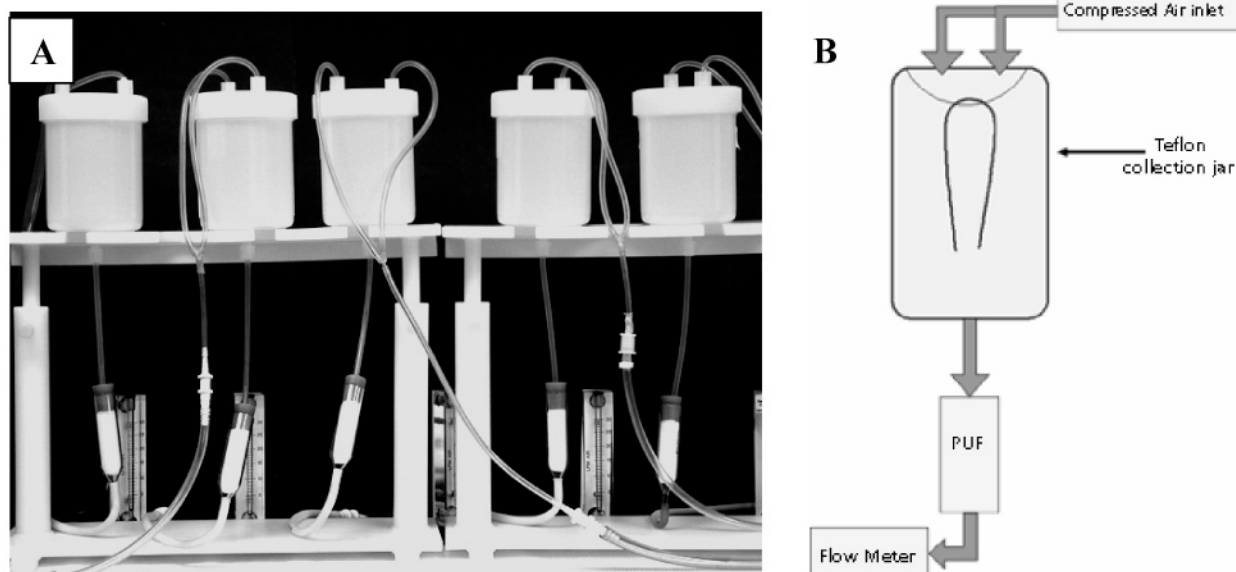 A
B
Compressed Air inlet
Teflon
collection jar
PUF
Flow Meter